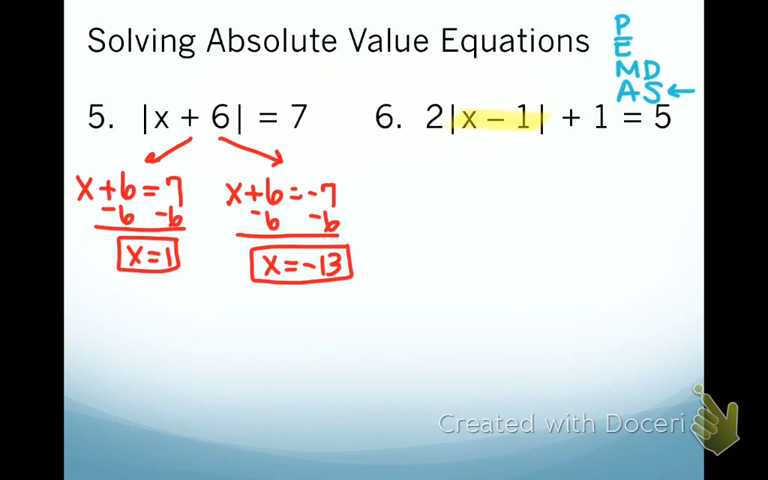 Solving Absolute Value Equations
P
E
MD
AS←
5. |x + 6| = 7
6. 2|x – 1| + 1 = 5
x+6=7
-6 -6
x=1
x+6=-7
-6 -6
x=-13
Created with Doceri